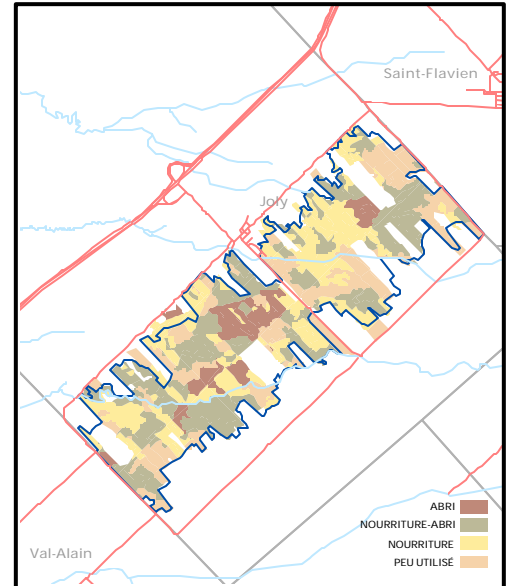 Saint-Flavien
Joly
ABRI
NOURRITURE-ABRI
NOURRITURE
PEU UTILISÉ
Val-Alain